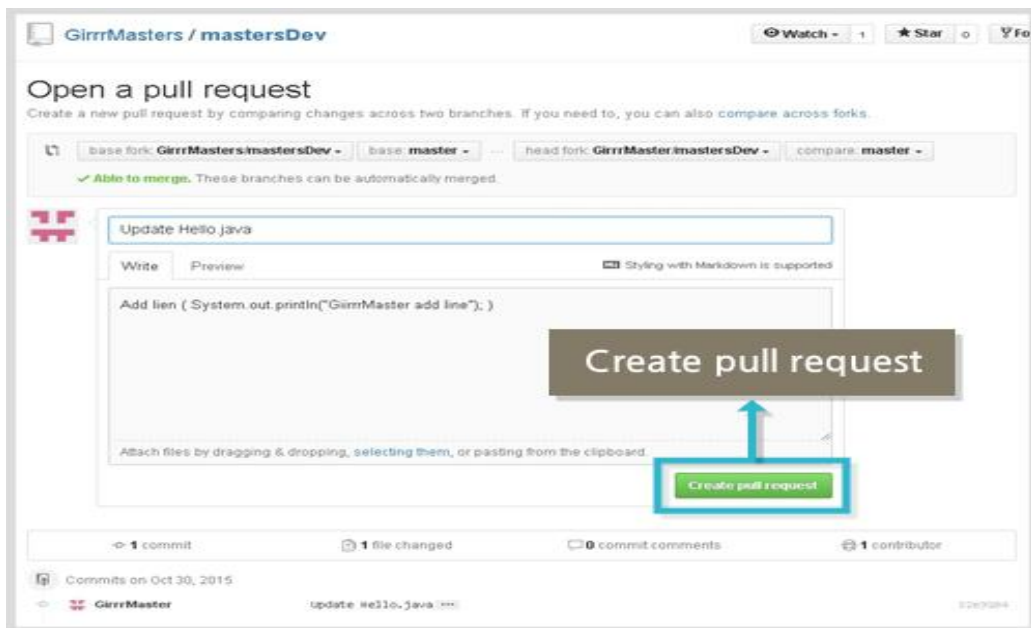 GirrrMasters / mastersDev
Watch 1 Star 0 Fo
Open a pull request
Create a new pull request by comparing changes across two branches. If you need to, you can also compare across forks.
base fork: GirrrMasters/mastersDev base: master ... head fork: GirrrMaster/mastersDev compare: master
Able to merge. These branches can be automatically merged.
Update Hello.java
Write Preview Styling with Markdown is supported
Add lien ( System.out.println("GiirrrMaster add line"); )
Create pull request
Attach files by dragging & dropping, selecting them, or pasting from the clipboard.
Create pull request
1 commit 1 file changed 0 commit comments 1 contributor
Commits on Oct 30, 2015
GirrrMaster Update Hello.java ...